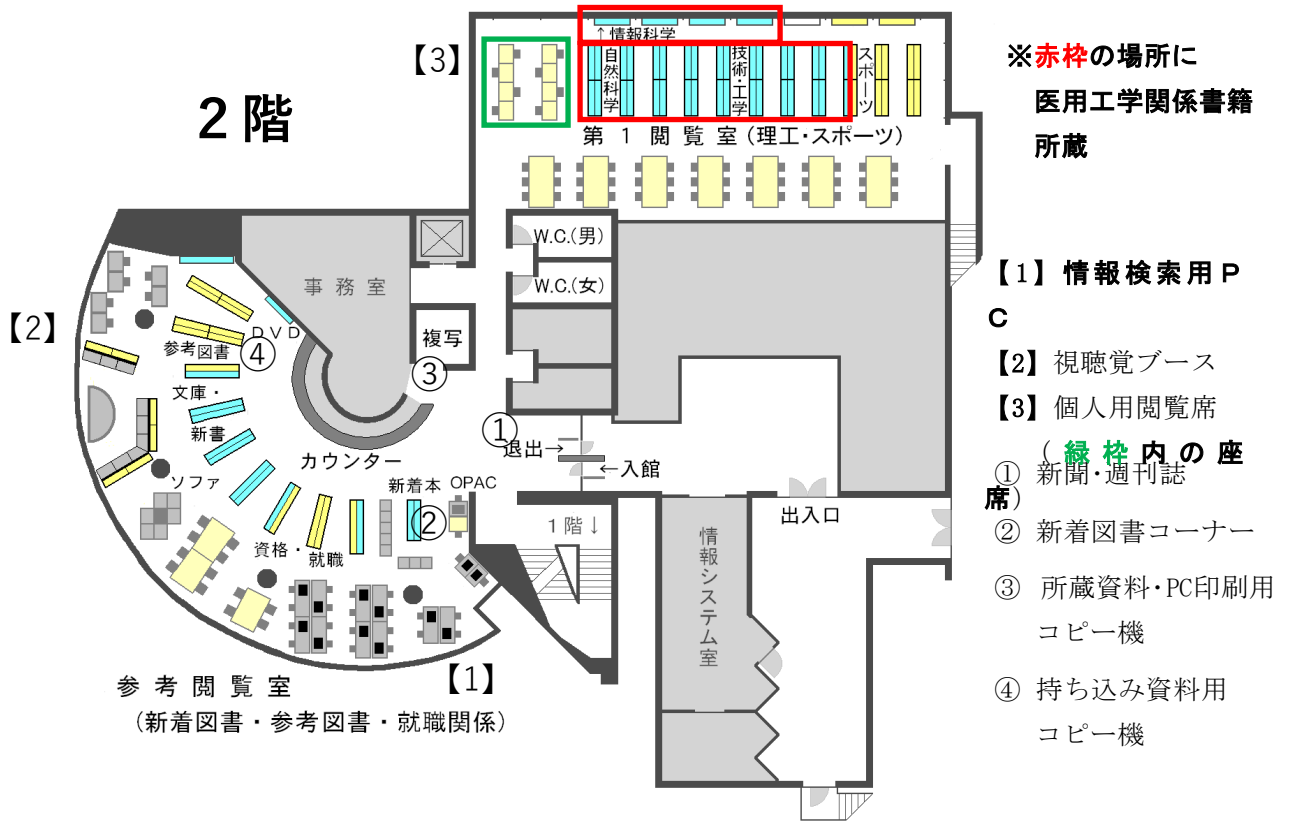 2階
【3】
↑情報科学
自然科学
技術・工学
スポーツ
第1閲覧室(理工・スポーツ)
※赤枠の場所に
医用工学関係書籍
所蔵
W.C.(男)
W.C.(女)
事務室
複写
【2】
DVD
参考図書
④
③
文庫・
新書
①
退出→
←入館
カウンター
ソファ
新着本
OPAC
②
1階↓
出入口
資格・就職
情報システム室
【1】
参考閲覧室
(新着図書・参考図書・就職関係)
【1】情報検索用P
C
【2】視聴覚ブース
【3】個人用閲覧席
(緑枠内の座
席)
① 新聞・週刊誌
② 新着図書コーナー
③ 所蔵資料・PC印刷用
コピー機
④ 持ち込み資料用
コピー機